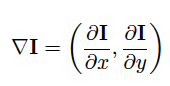 ∇I = (∂I/∂x, ∂I/∂y)